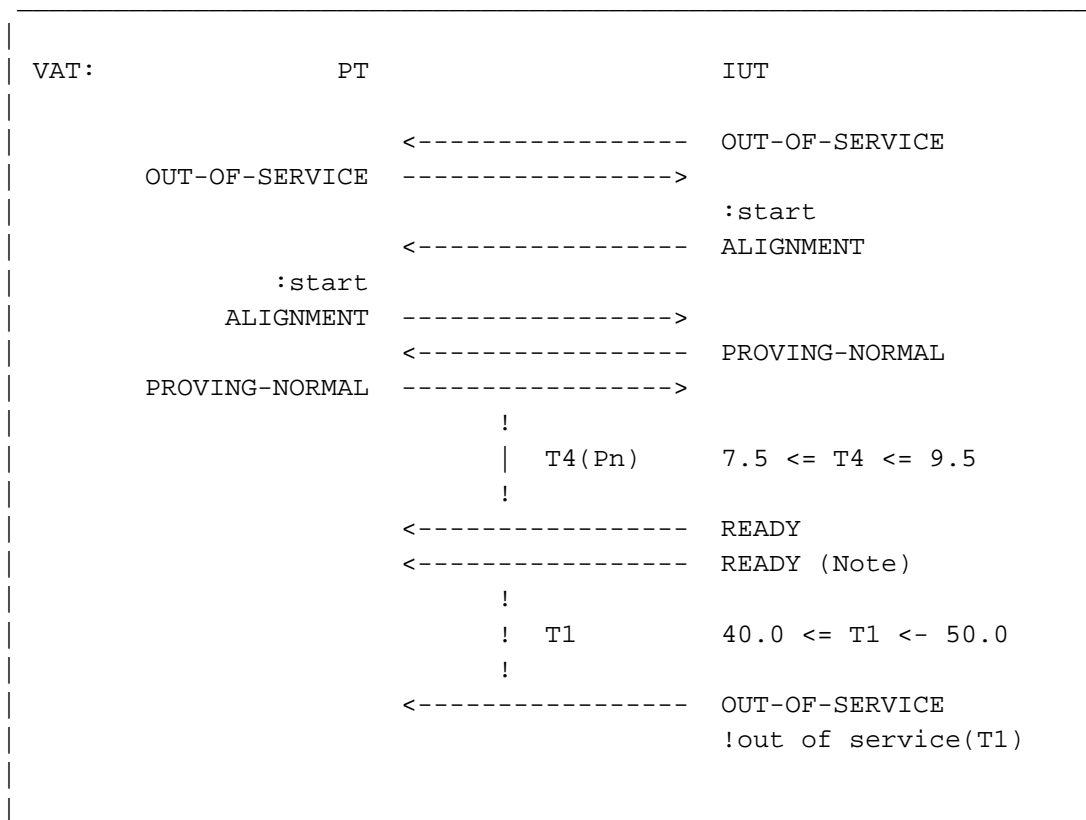 VAT: PT IUT
<----------------- OUT-OF-SERVICE
OUT-OF-SERVICE ----------------->
:start
<----------------- ALIGNMENT
:start
ALIGNMENT ----------------->
<----------------- PROVING-NORMAL
PROVING-NORMAL ----------------->
!
| T4(Pn) 7.5 <= T4 <= 9.5
!
<----------------- READY
<----------------- READY (Note)
!
! T1 40.0 <= T1 <- 50.0
!
<----------------- OUT-OF-SERVICE
!out of service(T1)